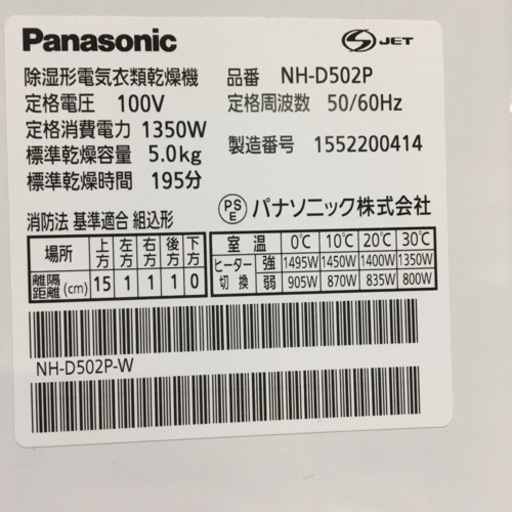 Panasonic
S JET
除湿形電気衣類乾燥機 品番 NH-D502P
定格電圧 100V 定格周波数 50/60Hz
定格消費電力 1350W
標準乾燥容量 5.0kg 製造番号 1552200414
標準乾燥時間 195分
PS E パナソニック株式会社
消防法 基準適合 組込形
場所 上方 左方 右方 後方 下方
離隔距離(cm) 15 1 1 1 0
室温 0℃ 10℃ 20℃ 30℃
ヒーター切換 強 1495W 1450W 1400W 1350W
弱 905W 870W 835W 800W
NH-D502P-W